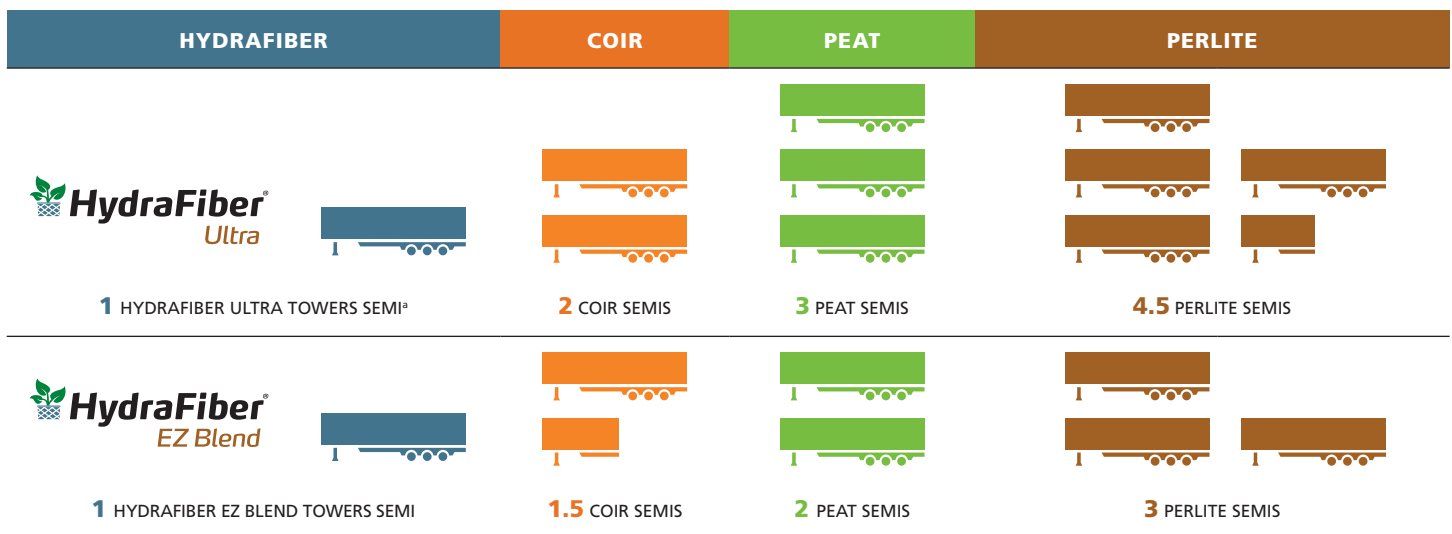 HYDRAFIBER COIR PEAT PERLITE
HydraFiber®
Ultra
1 HYDRAFIBER ULTRA TOWERS SEMIᵃ 2 COIR SEMIS 3 PEAT SEMIS 4.5 PERLITE SEMIS
HydraFiber®
EZ Blend
1 HYDRAFIBER EZ BLEND TOWERS SEMI 1.5 COIR SEMIS 2 PEAT SEMIS 3 PERLITE SEMIS